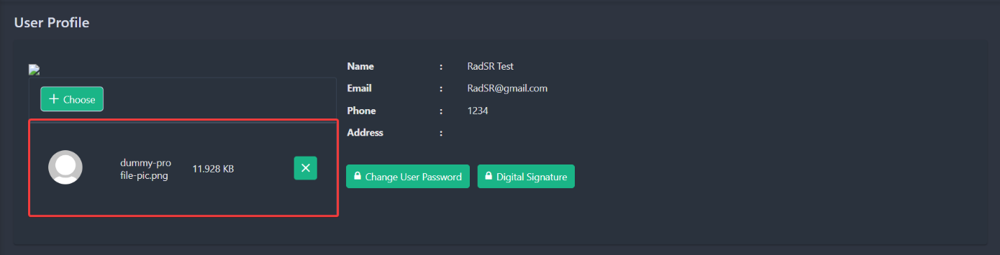 User Profile
+ Choose
dummy-pro
file-pic.png
11.928 KB
Name : RadSR Test
Email : RadSR@gmail.com
Phone : 1234
Address :
Change User Password
Digital Signature